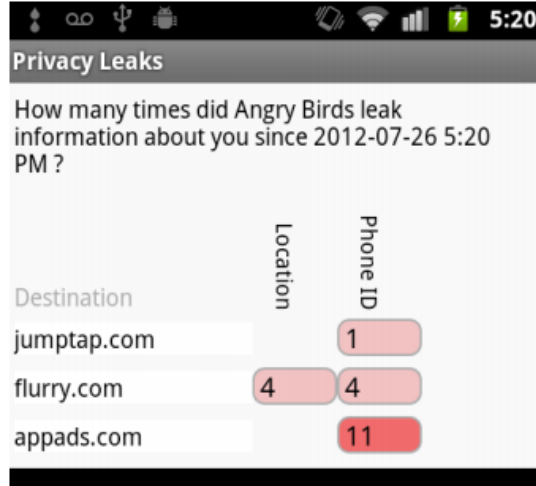 5:20
Privacy Leaks
How many times did Angry Birds leak
information about you since 2012-07-26 5:20
PM ?
Destination Location Phone ID
jumptap.com 1
flurry.com 4 4
appads.com 11